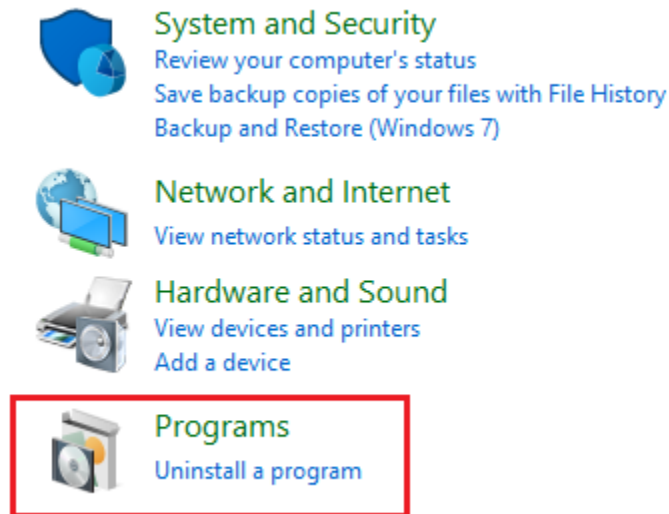 System and Security
Review your computer's status
Save backup copies of your files with File History
Backup and Restore (Windows 7)
Network and Internet
View network status and tasks
Hardware and Sound
View devices and printers
Add a device
Programs
Uninstall a program